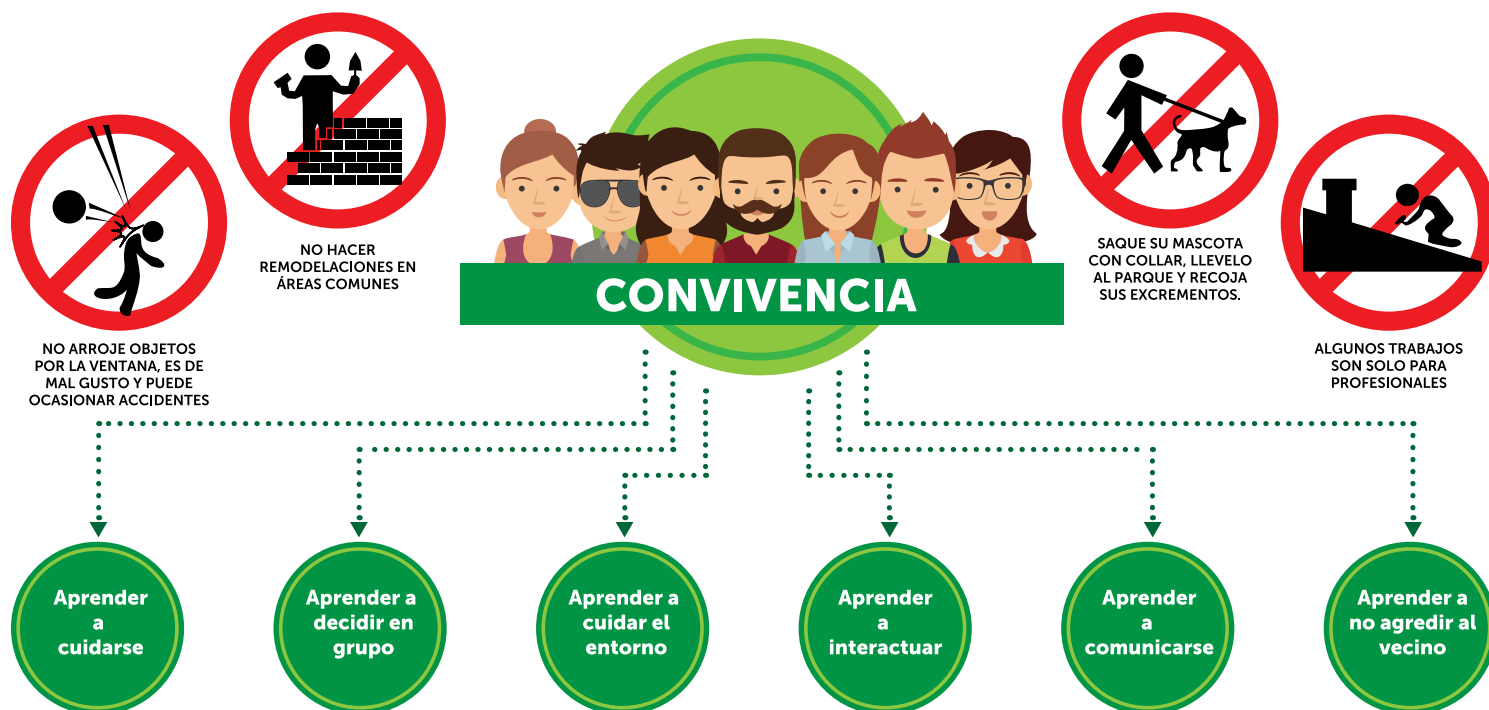 NO HACER
REMODELACIONES EN
ÁREAS COMUNES
CONVIVENCIA
SAQUE SU MASCOTA
CON COLLAR, LLEVELO
AL PARQUE Y RECOJA
SUS EXCREMENTOS.
NO ARROJE OBJETOS
POR LA VENTANA, ES DE
MAL GUSTO Y PUEDE
OCASIONAR ACCIDENTES
ALGUNOS TRABAJOS
SON SOLO PARA
PROFESIONALES
Aprender
a
cuidarse
Aprender a
decidir en
grupo
Aprender a
cuidar el
entorno
Aprender
a
interactuar
Aprender
a
comunicarse
Aprender a
no agredir al
vecino